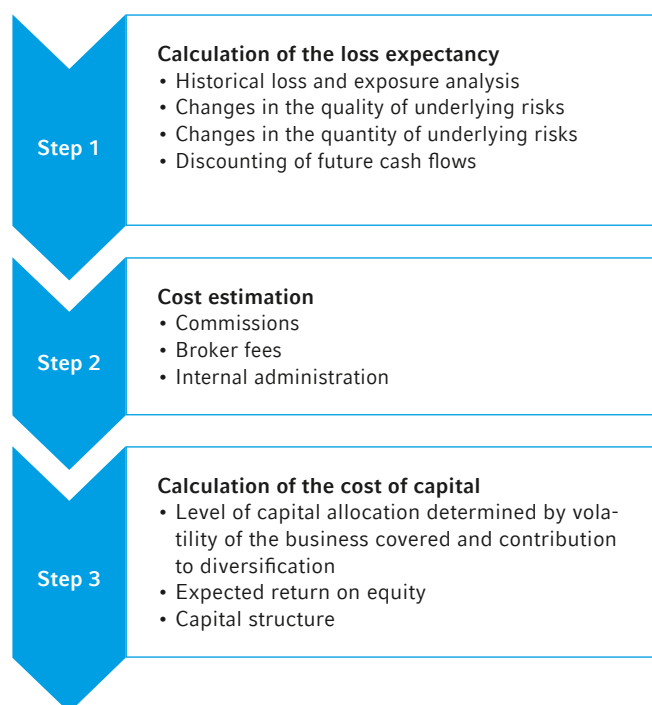 Step 1
Calculation of the loss expectancy
• Historical loss and exposure analysis
• Changes in the quality of underlying risks
• Changes in the quantity of underlying risks
• Discounting of future cash flows
Step 2
Cost estimation
• Commissions
• Broker fees
• Internal administration
Step 3
Calculation of the cost of capital
• Level of capital allocation determined by vola-
tility of the business covered and contribution
to diversification
• Expected return on equity
• Capital structure